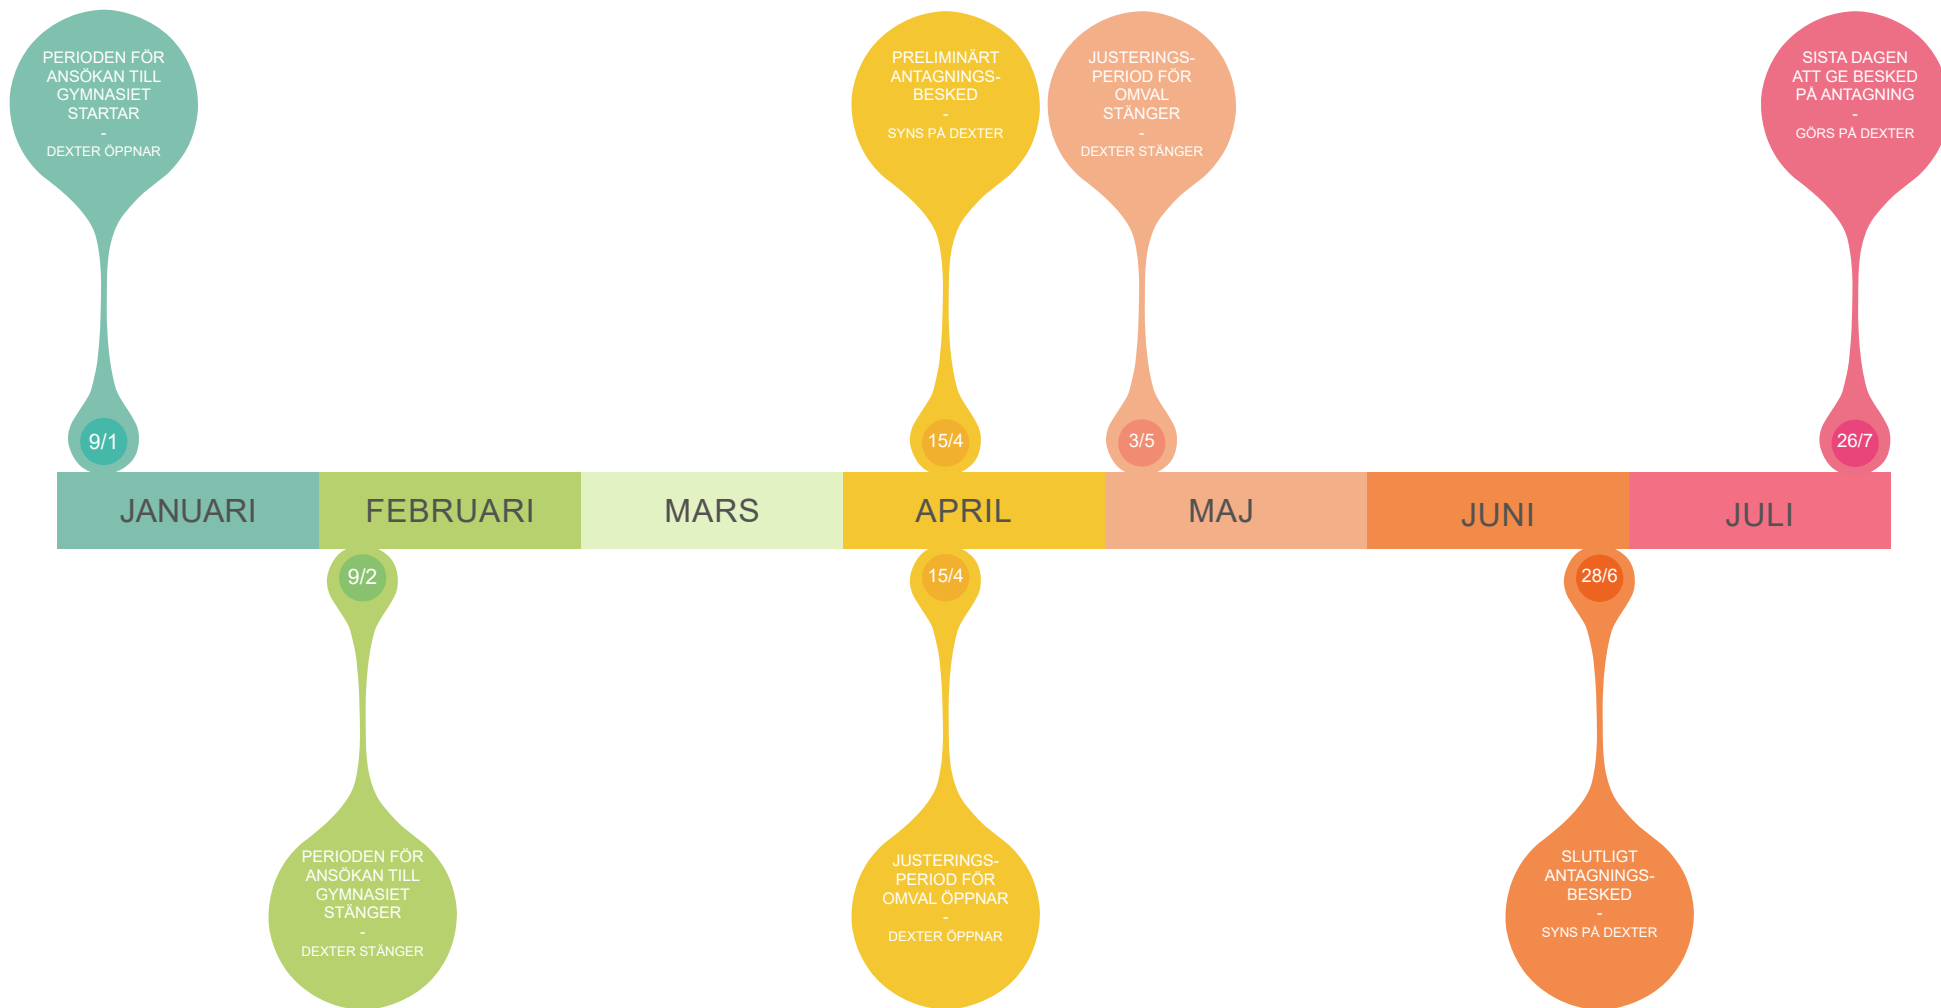 PERIODEN FÖR
ANSÖKAN TILL
GYMNASIET
STARTAR
-
DEXTER ÖPPNAR
PRELIMINÄRT
ANTAGNINGS-
BESKED
-
SYNS PÅ DEXTER
JUSTERINGS-
PERIOD FÖR
OMVAL
STÄNGER
-
DEXTER STÄNGER
SISTA DAGEN
ATT GE BESKED
PÅ ANTAGNING
-
GÖRS PÅ DEXTER
9/1
15/4
3/5
26/7
JANUARI
FEBRUARI
MARS
APRIL
MAJ
JUNI
JULI
9/2
15/4
28/6
PERIODEN FÖR
ANSÖKAN TILL
GYMNASIET
STÄNGER
-
DEXTER STÄNGER
JUSTERINGS-
PERIOD FÖR
OMVAL ÖPPNAR
-
DEXTER ÖPPNAR
SLUTLIGT
ANTAGNINGS-
BESKED
-
SYNS PÅ DEXTER